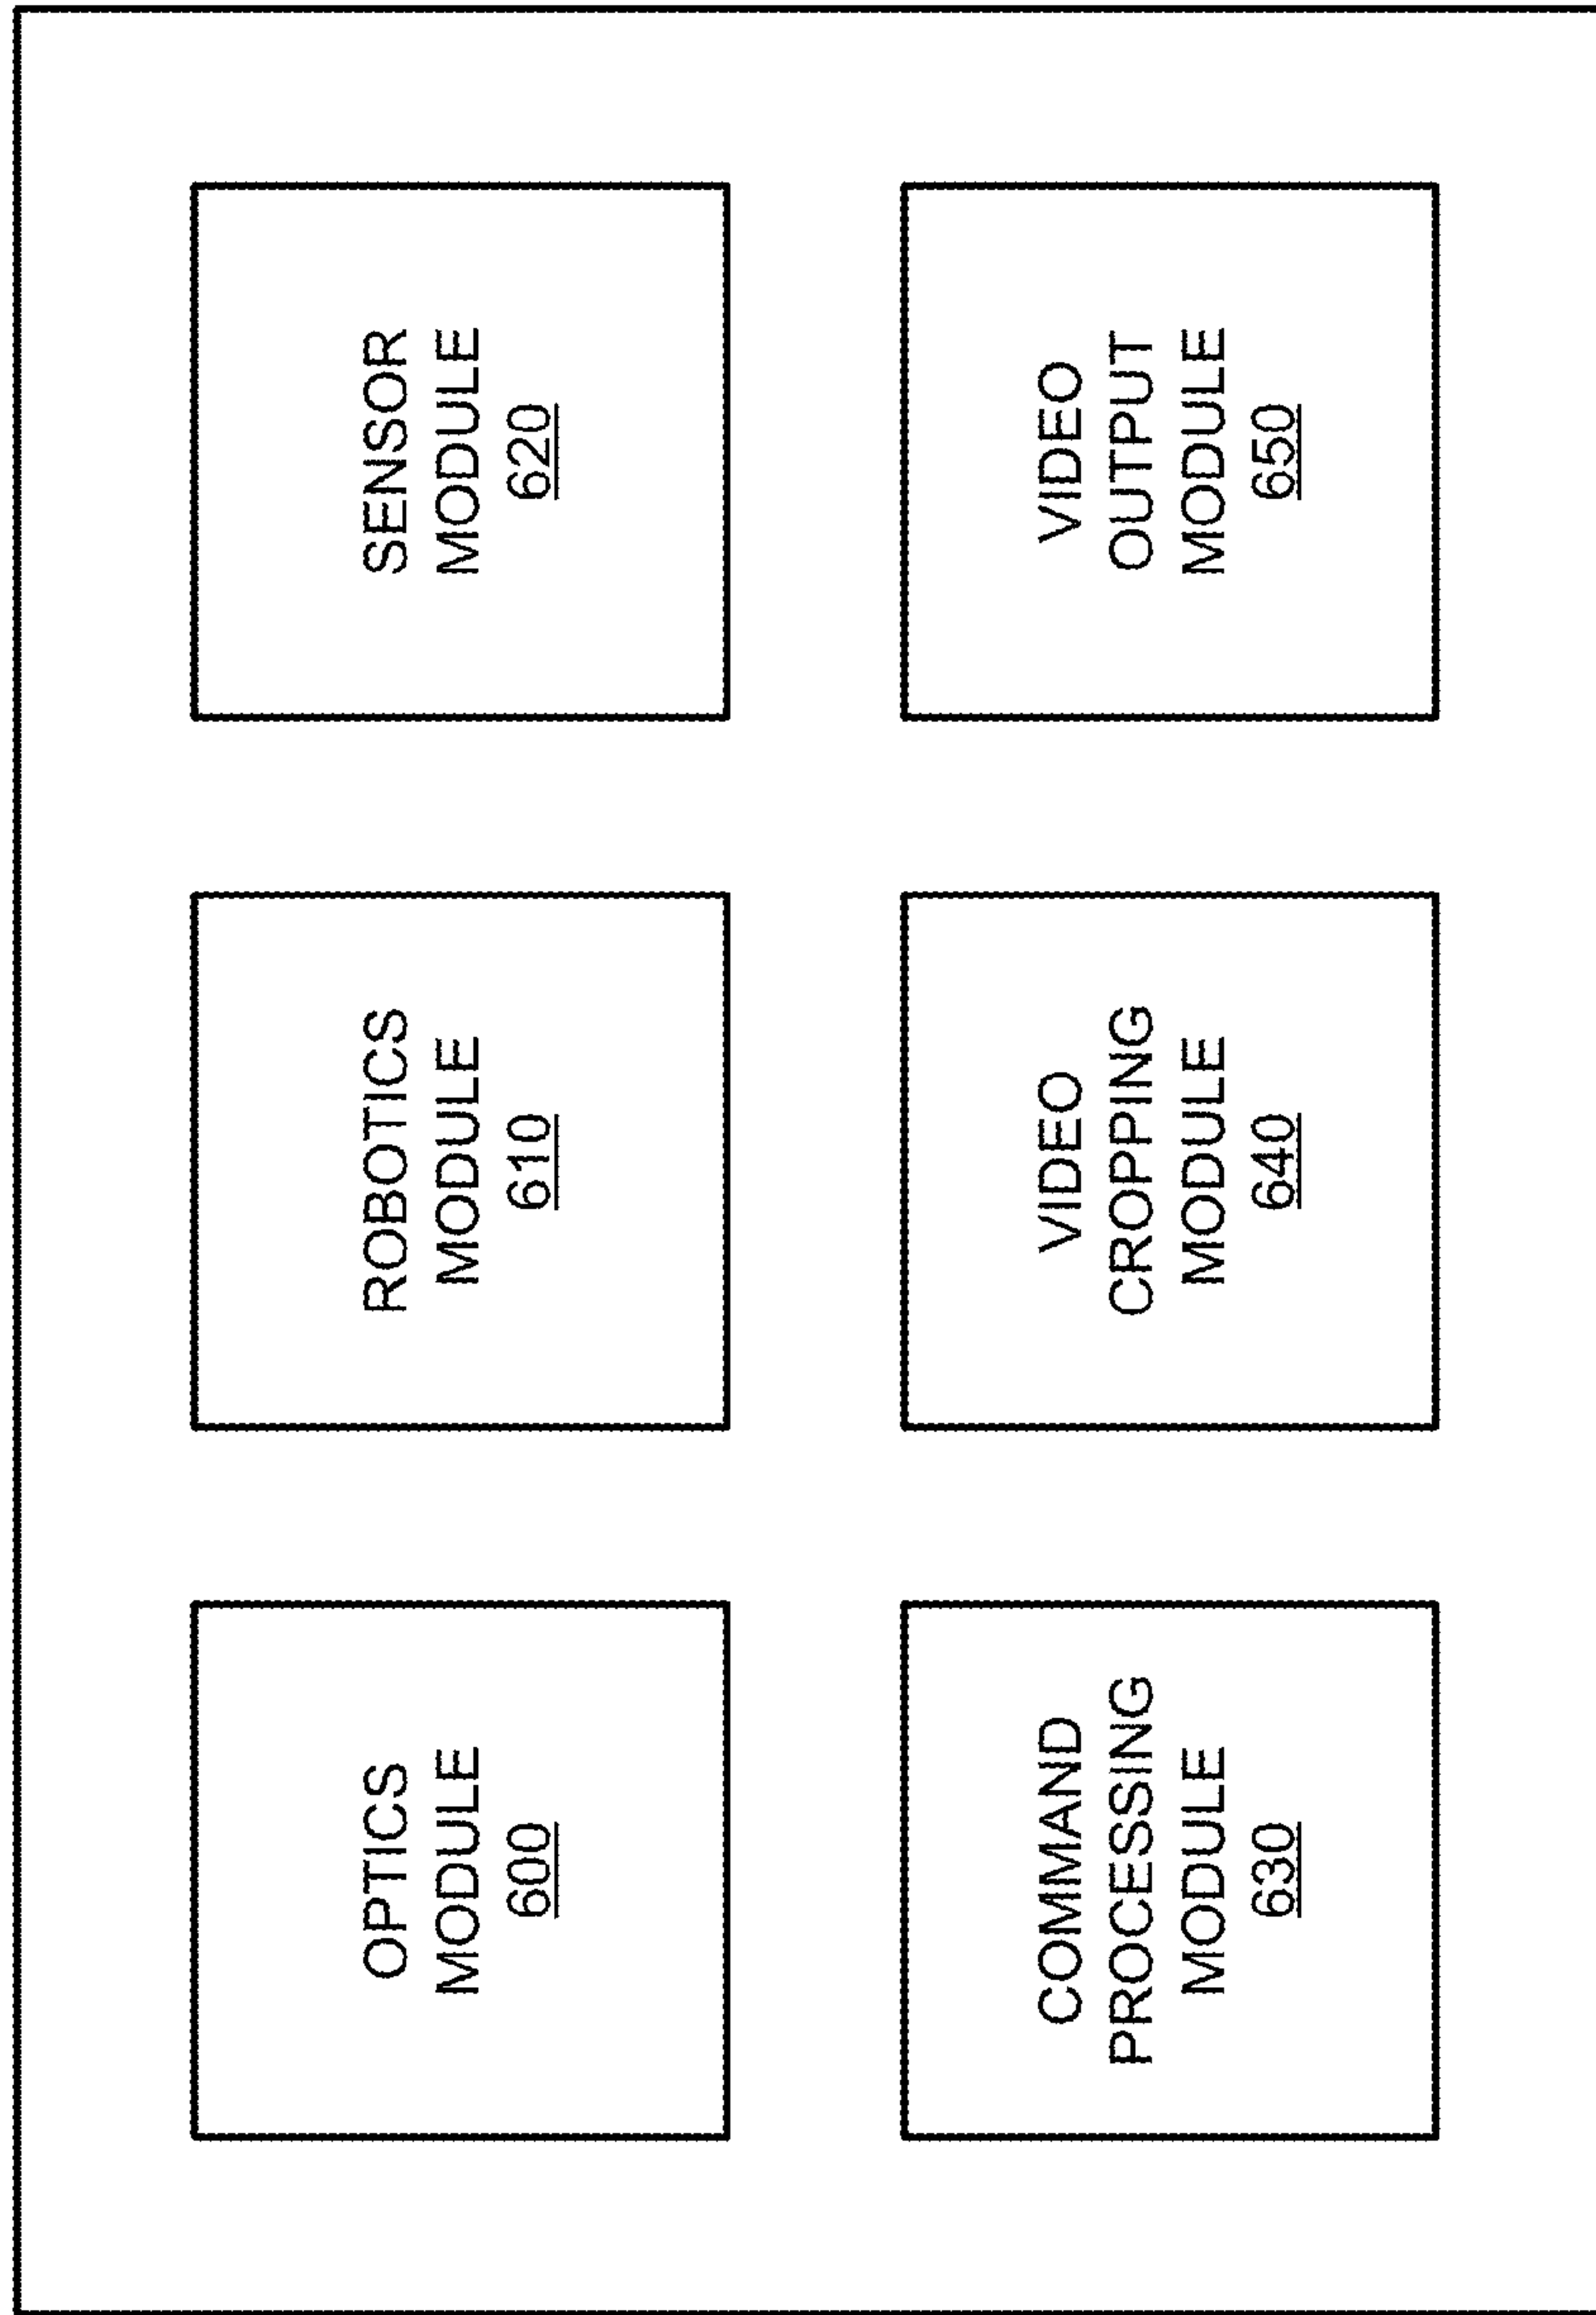 OPTICS
MODULE
600
ROBOTICS
MODULE
610
SENSOR
MODULE
620
COMMAND
PROCESSING
MODULE
630
VIDEO
CROPPING
MODULE
640
VIDEO
OUTPUT
MODULE
650